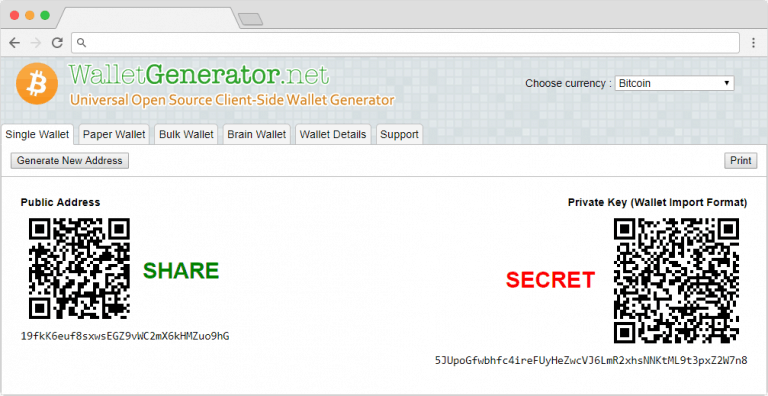 WalletGenerator.net
Universal Open Source Client-Side Wallet Generator
Choose currency : Bitcoin
Single Wallet Paper Wallet Bulk Wallet Brain Wallet Wallet Details Support
Generate New Address Print
Public Address Private Key (Wallet Import Format)
SHARE SECRET
19fkK6euf8sxwsEGZ9vWC2mX6kHMZuo9hG
5JUpoGfwbhfc4ireFUyHeZwcVJ6LmR2xhsNNKtML9t3pxZ2W7n8